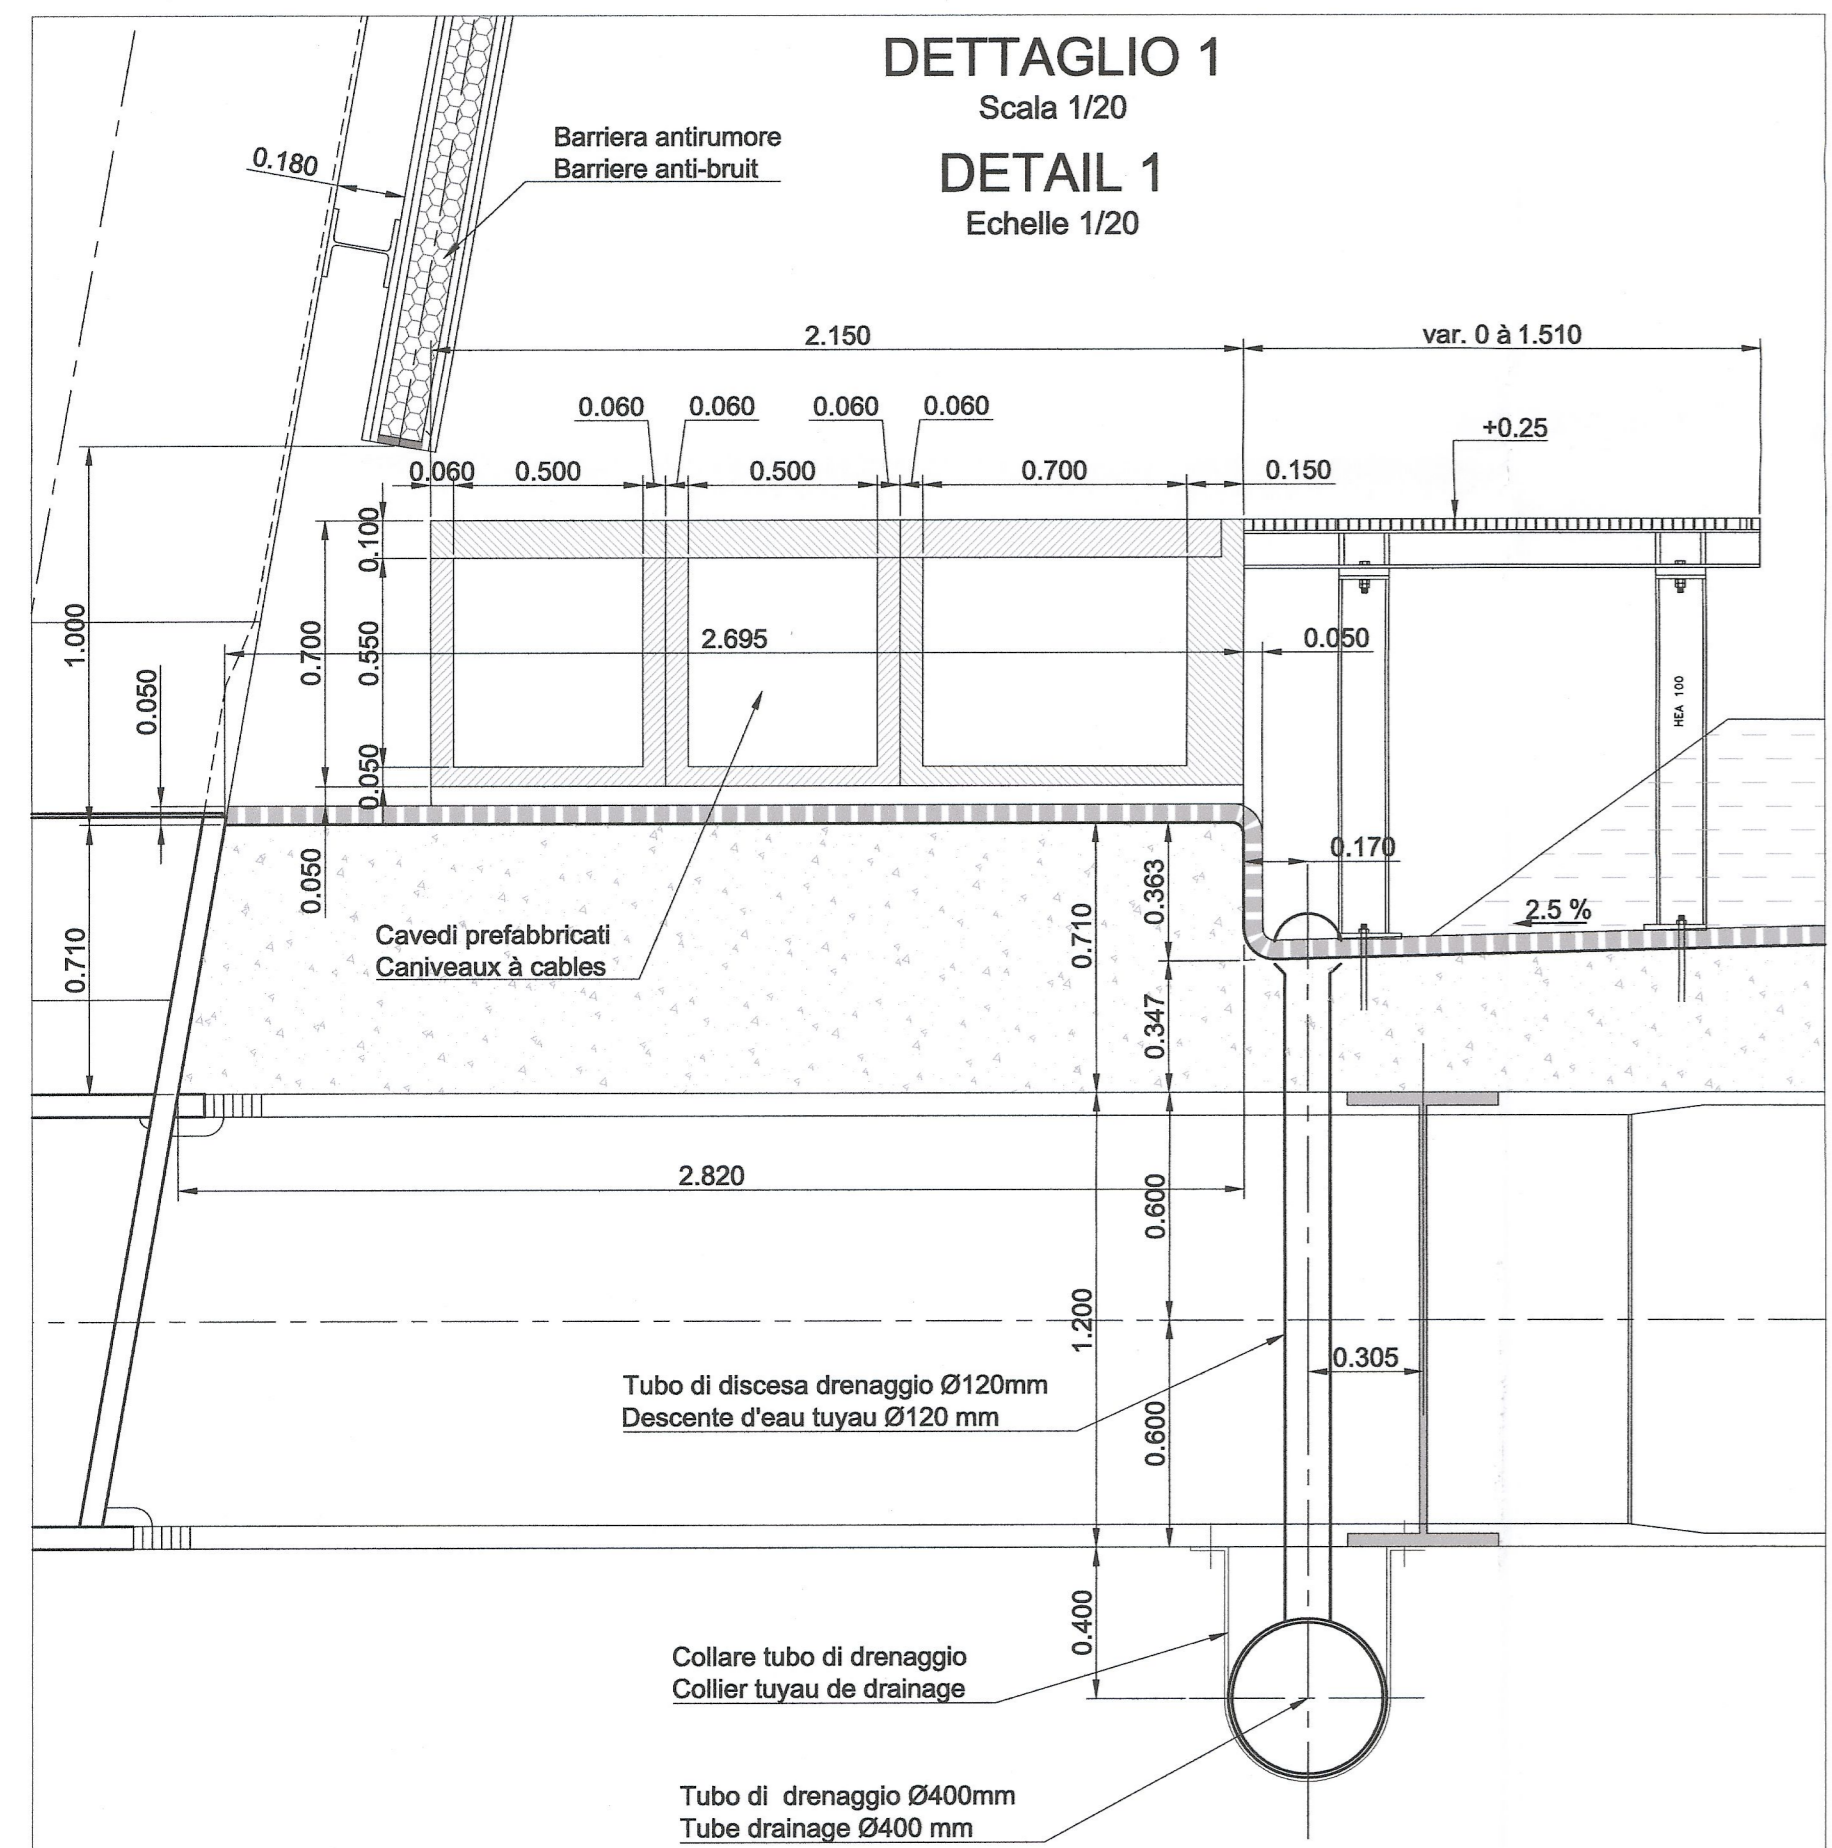 DETTAGLIO 1
Scala 1/20
DETAIL 1
Echelle 1/20
Barriera antirumore
Barriere anti-bruit
0.180
2.150
var. 0 à 1.510
0.060
0.060
0.060
0.060
+0.25
0.060
0.500
0.500
0.700
0.150
0.100
1.000
0.700
0.550
2.695
0.050
0.050
HEA 100
0.050
0.050
0.170
0.363
2.5 %
0.710
0.710
Cavedi prefabbricati
Caniveaux à cables
0.347
2.820
0.600
1.200
0.305
Tubo di discesa drenaggio Ø120mm
Descente d'eau tuyau Ø120 mm
0.600
0.400
Collare tubo di drenaggio
Collier tuyau de drainage
Tubo di drenaggio Ø400mm
Tube drainage Ø400 mm